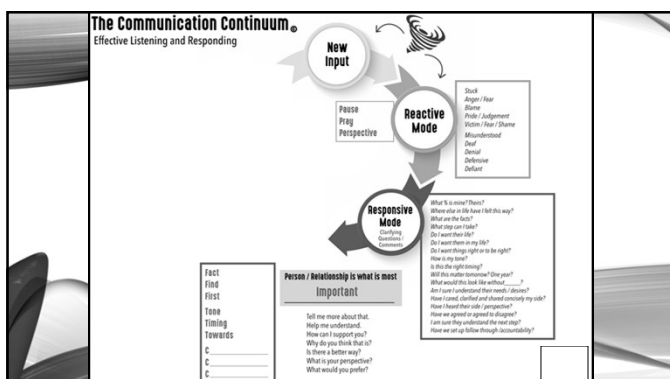 The Communication Continuum®
Effective Listening and Responding
New
Input
Pause
Pray
Perspective
Reactive
Mode
Stuck
Anger / Fear
Blame
Pride / Judgement
Victim / Fear / Shame
Misunderstood
Deaf
Denial
Defensive
Defiant
Responsive
Mode
Clarifying
Questions /
Comments
What % is mine? Theirs?
Where else in life have I felt this way?
What are the facts?
What step can I take?
Do I want their life?
Do I want them in my life?
Do I want things right or to be right?
How is my tone?
Is this the right timing?
Will this matter tomorrow? One year?
What would this look like without_____?
Am I sure I understand their needs / desires?
Have I cared, clarified and shared concisely my side?
Have I heard their side / perspective?
Have we agreed or agreed to disagree?
I am sure they understand the next step?
Have we set up follow through /accountability?
Fact
Find
First
Tone
Timing
Towards
C__________
C__________
C__________
Person / Relationship is what is most
Important
Tell me more about that.
Help me understand.
How can I support you?
Why do you think that is?
Is there a better way?
What is your perspective?
What would you prefer?